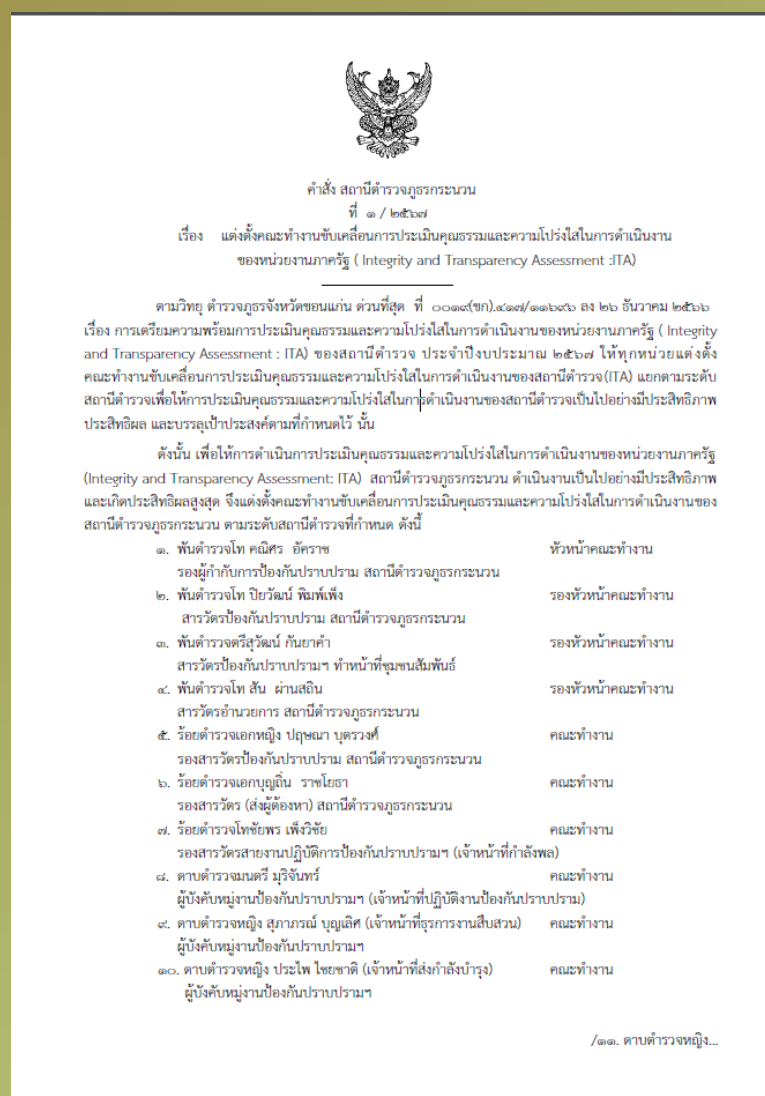 คำสั่ง สถานีตำรวจภูธรกระนวน
ที่ ๑ / ๒๕๖๗
เรื่อง แต่งตั้งคณะทำงานขับเคลื่อนการประเมินคุณธรรมและความโปร่งใสในการดำเนินงาน
ของหน่วยงานภาครัฐ ( Integrity and Transparency Assessment :ITA)
ตามวิทยุ ตำรวจภูธรจังหวัดขอนแก่น ด่วนที่สุด ที่ ๐๐๑๙(ขก).๔๑๗/๑๑๖๙๖ ลง ๒๖ ธันวาคม ๒๕๖๖
เรื่อง การเตรียมความพร้อมการประเมินคุณธรรมและความโปร่งใสในการดำเนินงานของหน่วยงานภาครัฐ ( Integrity
and Transparency Assessment : ITA) ของสถานีตำรวจ ประจำปีงบประมาณ ๒๕๖๗ ให้ทุกหน่วยแต่งตั้ง
คณะทำงานขับเคลื่อนการประเมินคุณธรรมและความโปร่งใสในการดำเนินงานของสถานีตำรวจ(ITA) แยกตามระดับ
สถานีตำรวจเพื่อให้การประเมินคุณธรรมและความโปร่งใสในการดำเนินงานของสถานีตำรวจเป็นไปอย่างมีประสิทธิภาพ
ประสิทธิผล และบรรลุเป้าประสงค์ตามที่กำหนดไว้ นั้น
ดังนั้น เพื่อให้การดำเนินการประเมินคุณธรรมและความโปร่งใสในการดำเนินงานของหน่วยงานภาครัฐ
(Integrity and Transparency Assessment: ITA) สถานีตำรวจภูธรกระนวน ดำเนินงานเป็นไปอย่างมีประสิทธิภาพ
และเกิดประสิทธิผลสูงสุด จึงแต่งตั้งคณะทำงานขับเคลื่อนการประเมินคุณธรรมและความโปร่งใสในการดำเนินงานของ
สถานีตำรวจภูธรกระนวน ตามระดับสถานีตำรวจที่กำหนด ดังนี้
๑. พันตำรวจโท คณิศร อัคราช หัวหน้าคณะทำงาน
รองผู้กำกับการป้องกันปราบปราม สถานีตำรวจภูธรกระนวน
๒. พันตำรวจโท ปิยวัฒน์ พิมพ์เพ็ง รองหัวหน้าคณะทำงาน
สารวัตรป้องกันปราบปราม สถานีตำรวจภูธรกระนวน
๓. พันตำรวจตรีสุวัฒน์ กันยาคำ รองหัวหน้าคณะทำงาน
สารวัตรป้องกันปราบปรามฯ ทำหน้าที่ชุมชนสัมพันธ์
๔. พันตำรวจโท สัน ผ่านสถิน รองหัวหน้าคณะทำงาน
สารวัตรอำนวยการ สถานีตำรวจภูธรกระนวน
๕. ร้อยตำรวจเอกหญิง ปฤษณา บุตรวงศ์ คณะทำงาน
รองสารวัตรป้องกันปราบปราม สถานีตำรวจภูธรกระนวน
๖. ร้อยตำรวจเอกบุญถิ่น ราชโยธา คณะทำงาน
รองสารวัตร (ส่งผู้ต้องหา) สถานีตำรวจภูธรกระนวน
๗. ร้อยตำรวจโทชัยพร เพ็งวิชัย คณะทำงาน
รองสารวัตรสายงานปฏิบัติการป้องกันปราบปรามฯ (เจ้าหน้าที่กำลังพล)
๘. ดาบตำรวจมนตรี มุริจันทร์ คณะทำงาน
ผู้บังคับหมู่งานป้องกันปราบปรามฯ (เจ้าหน้าที่ปฏิบัติงานป้องกันปราบปราม)
๙. ดาบตำรวจหญิง สุภาภรณ์ บุญเลิศ (เจ้าหน้าที่ธุรการงานสืบสวน) คณะทำงาน
ผู้บังคับหมู่งานป้องกันปราบปรามฯ
๑๐. ดาบตำรวจหญิง ประไพ ไชยชาติ (เจ้าหน้าที่ส่งกำลังบำรุง) คณะทำงาน
ผู้บังคับหมู่งานป้องกันปราบปรามฯ
/๑๑. ดาบตำรวจหญิง...